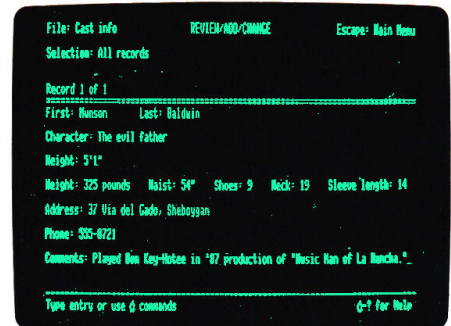 File: Cast info REVIEW/ADD/CHANGE Escape: Main Menu
Selection: All records
Record 1 of 1
First: Munson Last: Baldwin
Character: The evil father
Height: 5'1"
Weight: 325 pounds Waist: 54" Shoes: 9 Neck: 19 Sleeve length: 14
Address: 37 Via del Gado, Sheboygan
Phone: 555-0721
Comments: Played Don Key-Hotee in '87 production of "Music Man of La Mancha."_
Type entry or use commands -? for Help